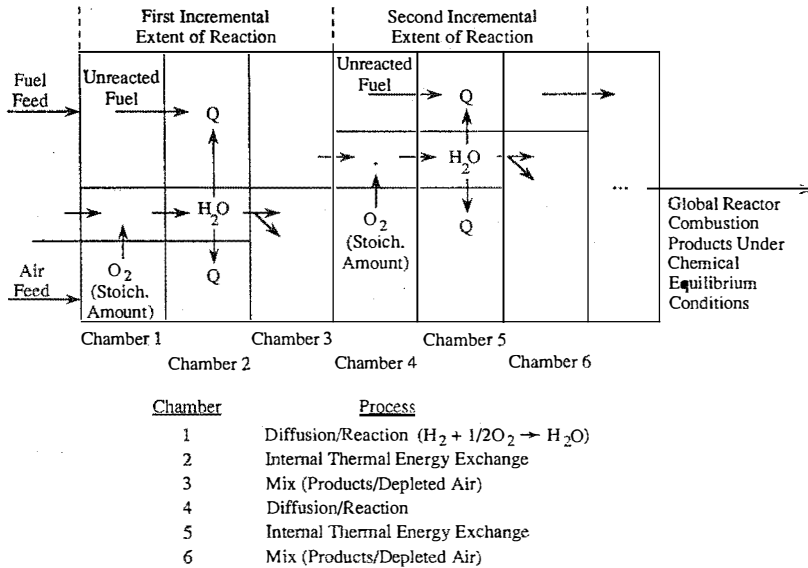 First Incremental
Extent of Reaction
Second Incremental
Extent of Reaction
Fuel
Feed
Unreacted
Fuel
Q
H2O
Q
O2
(Stoich.
Amount)
Air
Feed
Unreacted
Fuel
Q
H2O
Q
O2
(Stoich.
Amount)
...
Global Reactor
Combustion
Products Under
Chemical
Equilibrium
Conditions
Chamber 1
Chamber 2
Chamber 3
Chamber 4
Chamber 5
Chamber 6
Chamber Process
1 Diffusion/Reaction (H2 + 1/2O2 → H2O)
2 Internal Thermal Energy Exchange
3 Mix (Products/Depleted Air)
4 Diffusion/Reaction
5 Internal Thermal Energy Exchange
6 Mix (Products/Depleted Air)